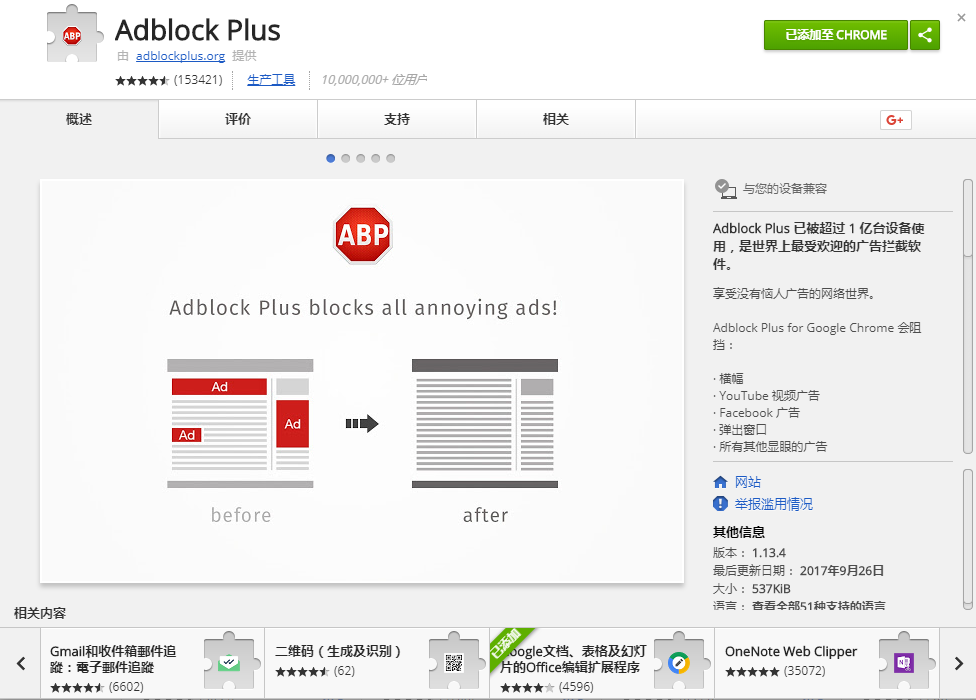 ABP
Adblock Plus
由 adblockplus.org 提供
(153421)
生产工具
10,000,000+ 位用户
已添加至 CHROME
概述
评价
支持
相关
G+
ABP
Adblock Plus blocks all annoying ads!
Ad
Ad
Ad
before
after
与您的设备兼容
Adblock Plus 已被超过 1 亿台设备使
用，是世界上最受欢迎的广告拦截软
件。
享受没有恼人广告的网络世界。
Adblock Plus for Google Chrome 会阻
挡：
· 横幅
· YouTube 视频广告
· Facebook 广告
· 弹出窗口
· 所有其他显眼的广告
网站
举报滥用情况
其他信息
版本： 1.13.4
最后更新日期： 2017年9月26日
大小： 537KiB
语言： 查看全部51种支持的语言
相关内容
Gmail和收件箱郵件追
蹤：電子郵件追蹤
(6602)
二维码（生成及识别）
(62)
已添加
Google文档、表格及幻灯
片的Office编辑扩展程序
(4596)
OneNote Web Clipper
(35072)
N